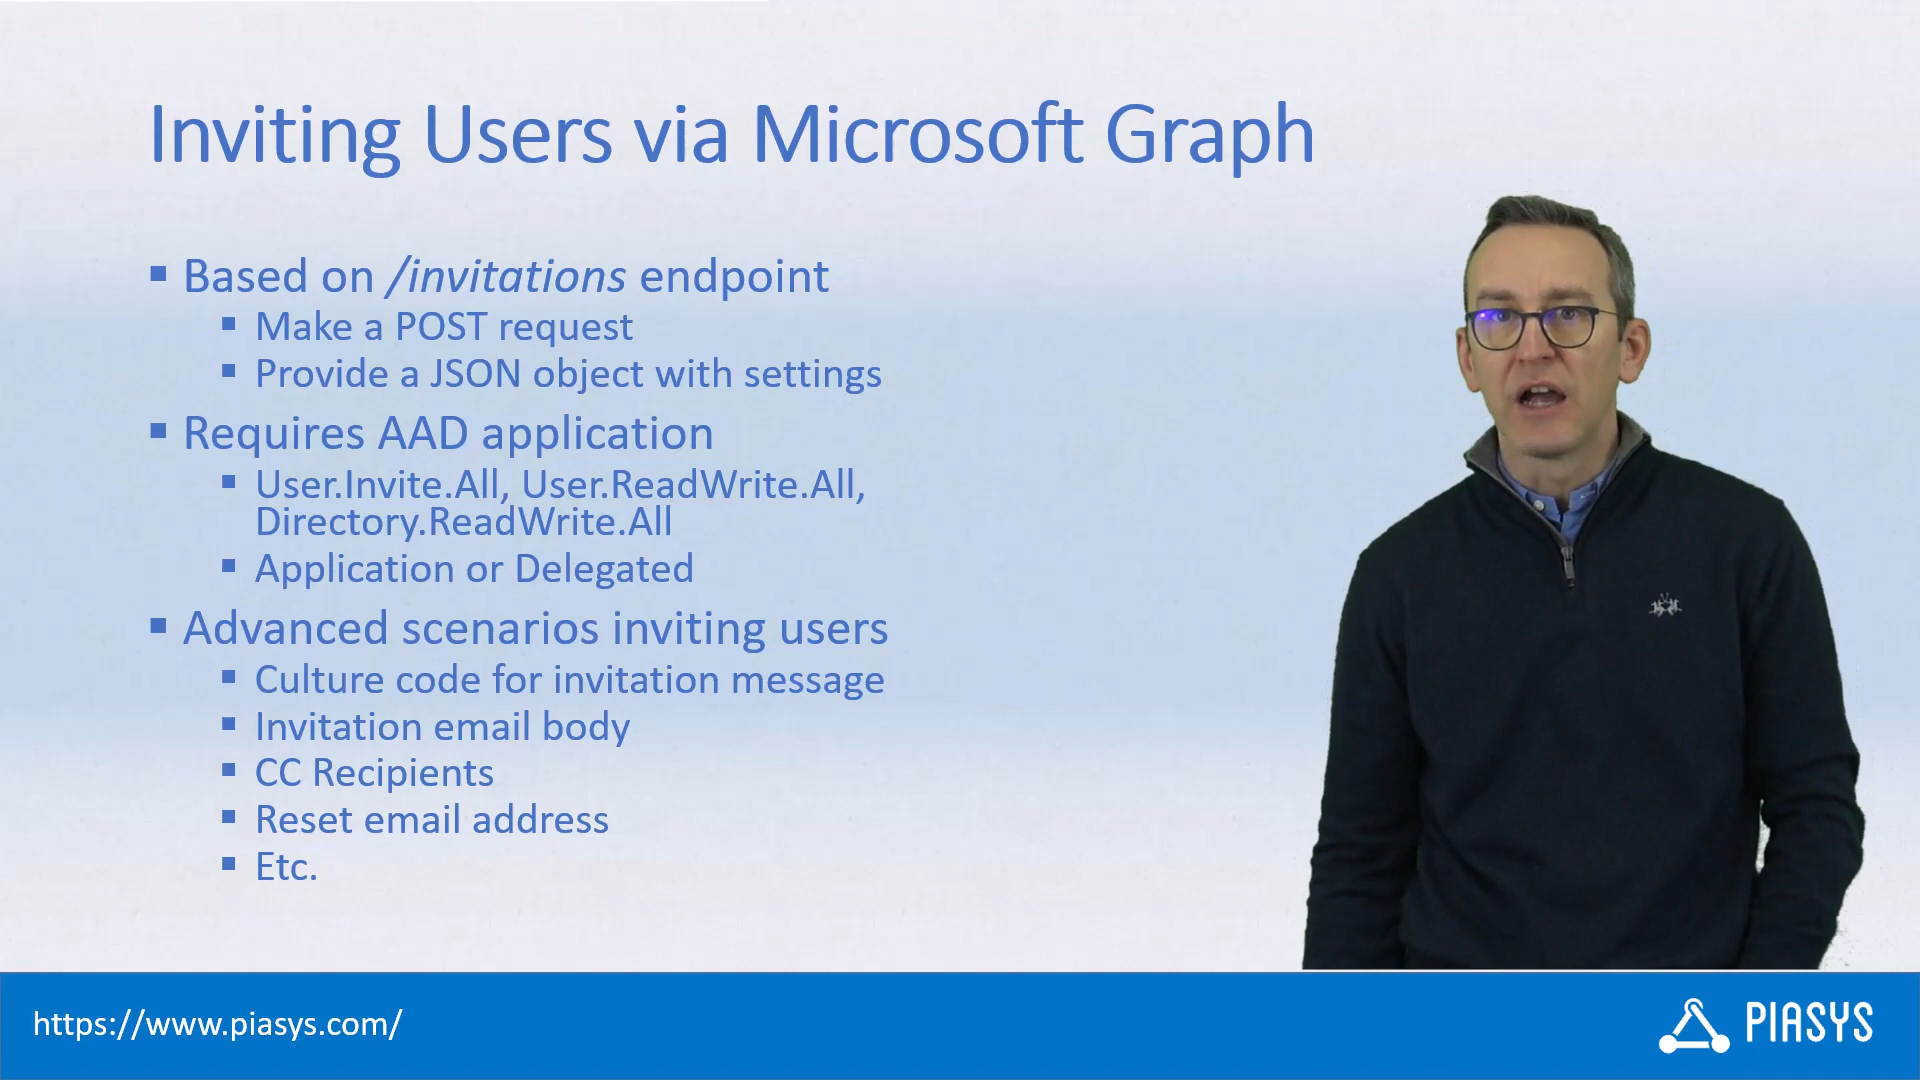 Inviting Users via Microsoft Graph
▪ Based on /invitations endpoint
▪ Make a POST request
▪ Provide a JSON object with settings
▪ Requires AAD application
▪ User.Invite.All, User.ReadWrite.All,
Directory.ReadWrite.All
▪ Application or Delegated
▪ Advanced scenarios inviting users
▪ Culture code for invitation message
▪ Invitation email body
▪ CC Recipients
▪ Reset email address
▪ Etc.
https://www.piasys.com/
PIASYS